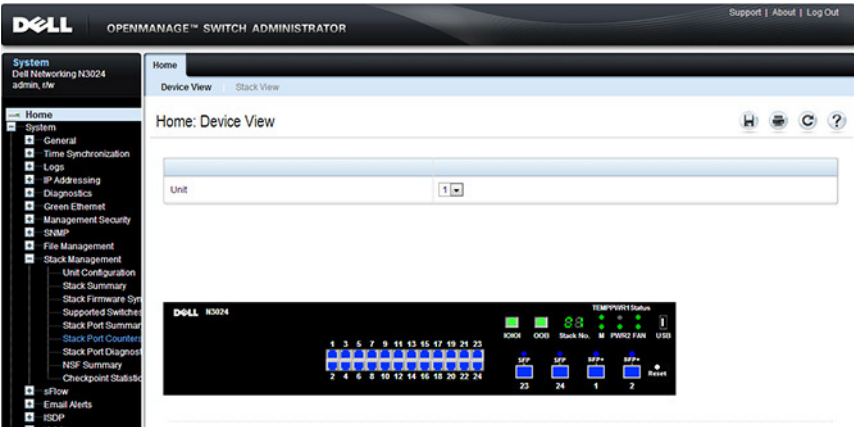 DELL OPENMANAGE™ SWITCH ADMINISTRATOR
Support | About | Log Out
System
Dell Networking N3024
admin, r/w
Home
System
General
Time Synchronization
Logs
IP Addressing
Diagnostics
Green Ethernet
Management Security
SNMP
File Management
Stack Management
Unit Configuration
Stack Summary
Stack Firmware Syn
Supported Switches
Stack Port Summar
Stack Port Counters
Stack Port Diagnost
NSF Summary
Checkpoint Statistic
sFlow
Email Alerts
ISDP
Home
Device View Stack View
Home: Device View
Unit 1
DELL N3024
TEMPPWR1Status
IOIOI OOB Stack No. M PWR2 FAN USB
1 3 5 7 9 11 13 15 17 19 21 23
2 4 6 8 10 12 14 16 18 20 22 24
SFP SFP SFP+ SFP+
Reset
23 24 1 2